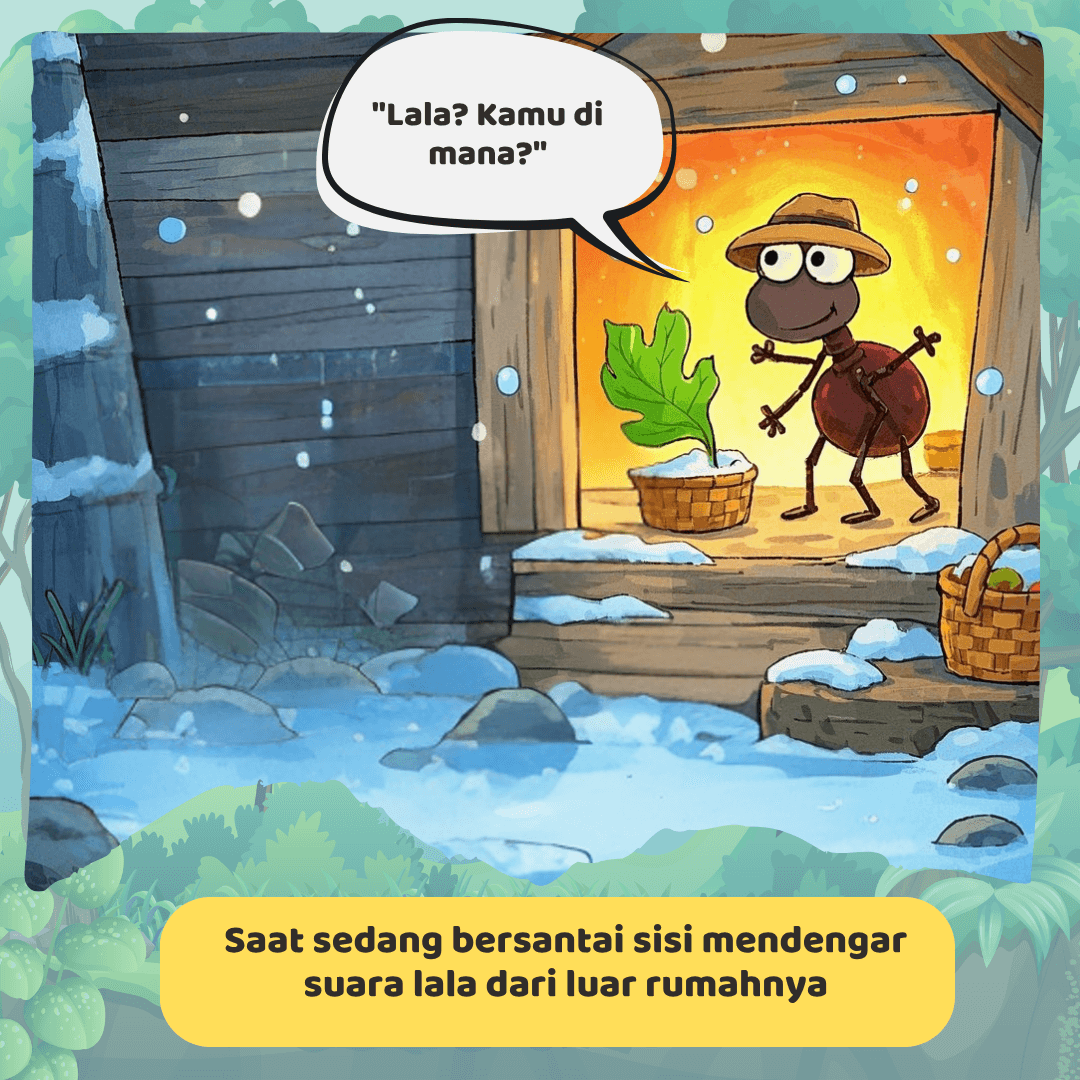 "Lala? Kamu di
mana?"
Saat sedang bersantai sisi mendengar
suara lala dari luar rumahnya